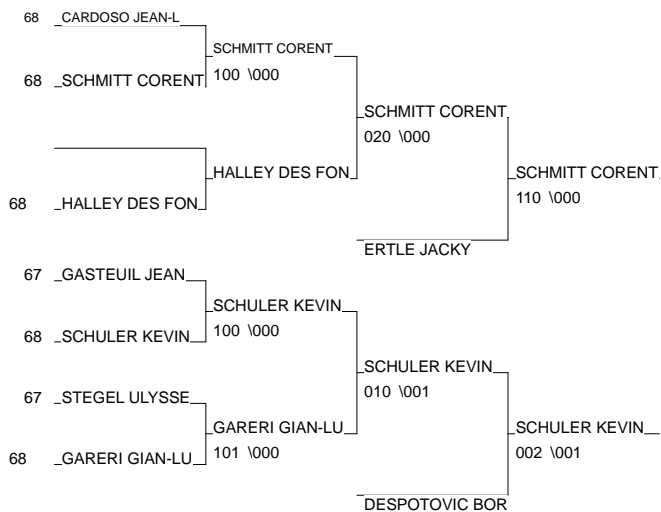 68 CARDOSO JEAN-L
SCHMITT CORENT
68 SCHMITT CORENT 100 \000
SCHMITT CORENT
020 \000
HALLEY DES FON SCHMITT CORENT
68 HALLEY DES FON 110 \000
ERTLE JACKY
67 GASTEUIL JEAN
SCHULER KEVIN
68 SCHULER KEVIN 100 \000
SCHULER KEVIN
67 STEGEL ULYSSE 010 \001
GARERI GIAN-LU SCHULER KEVIN
68 GARERI GIAN-LU 101 \000 002 \001
DESPOTOVIC BOR